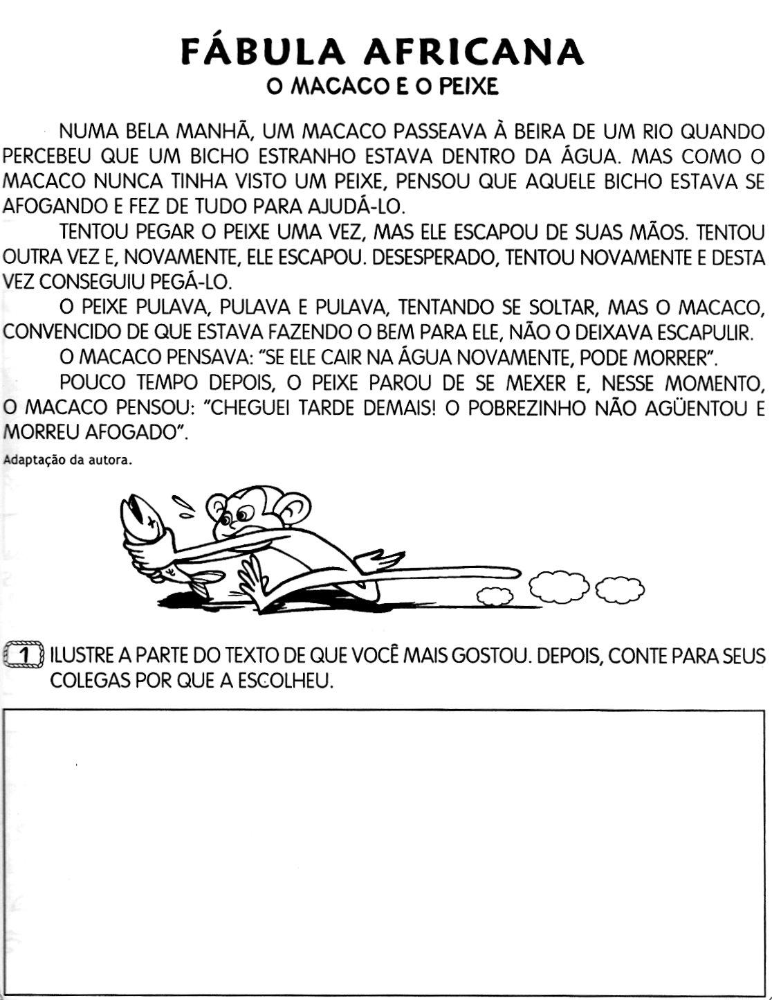 FÁBULA AFRICANA
O MACACO E O PEIXE
NUMA BELA MANHÃ, UM MACACO PASSEAVA À BEIRA DE UM RIO QUANDO
PERCEBEU QUE UM BICHO ESTRANHO ESTAVA DENTRO DA ÁGUA. MAS COMO O
MACACO NUNCA TINHA VISTO UM PEIXE, PENSOU QUE AQUELE BICHO ESTAVA SE
AFOGANDO E FEZ DE TUDO PARA AJUDÁ-LO.
TENTOU PEGAR O PEIXE UMA VEZ, MAS ELE ESCAPOU DE SUAS MÃOS. TENTOU
OUTRA VEZ E, NOVAMENTE, ELE ESCAPOU. DESESPERADO, TENTOU NOVAMENTE E DESTA
VEZ CONSEGUIU PEGÁ-LO.
O PEIXE PULAVA, PULAVA E PULAVA, TENTANDO SE SOLTAR, MAS O MACACO,
CONVENCIDO DE QUE ESTAVA FAZENDO O BEM PARA ELE, NÃO O DEIXAVA ESCAPULIR.
O MACACO PENSAVA: "SE ELE CAIR NA ÁGUA NOVAMENTE, PODE MORRER".
POUCO TEMPO DEPOIS, O PEIXE PAROU DE SE MEXER E, NESSE MOMENTO,
O MACACO PENSOU: "CHEGUEI TARDE DEMAIS! O POBREZINHO NÃO AGÜENTOU E
MORREU AFOGADO".
Adaptação da autora.
1 ILUSTRE A PARTE DO TEXTO DE QUE VOCÊ MAIS GOSTOU. DEPOIS, CONTE PARA SEUS
COLEGAS POR QUE A ESCOLHEU.